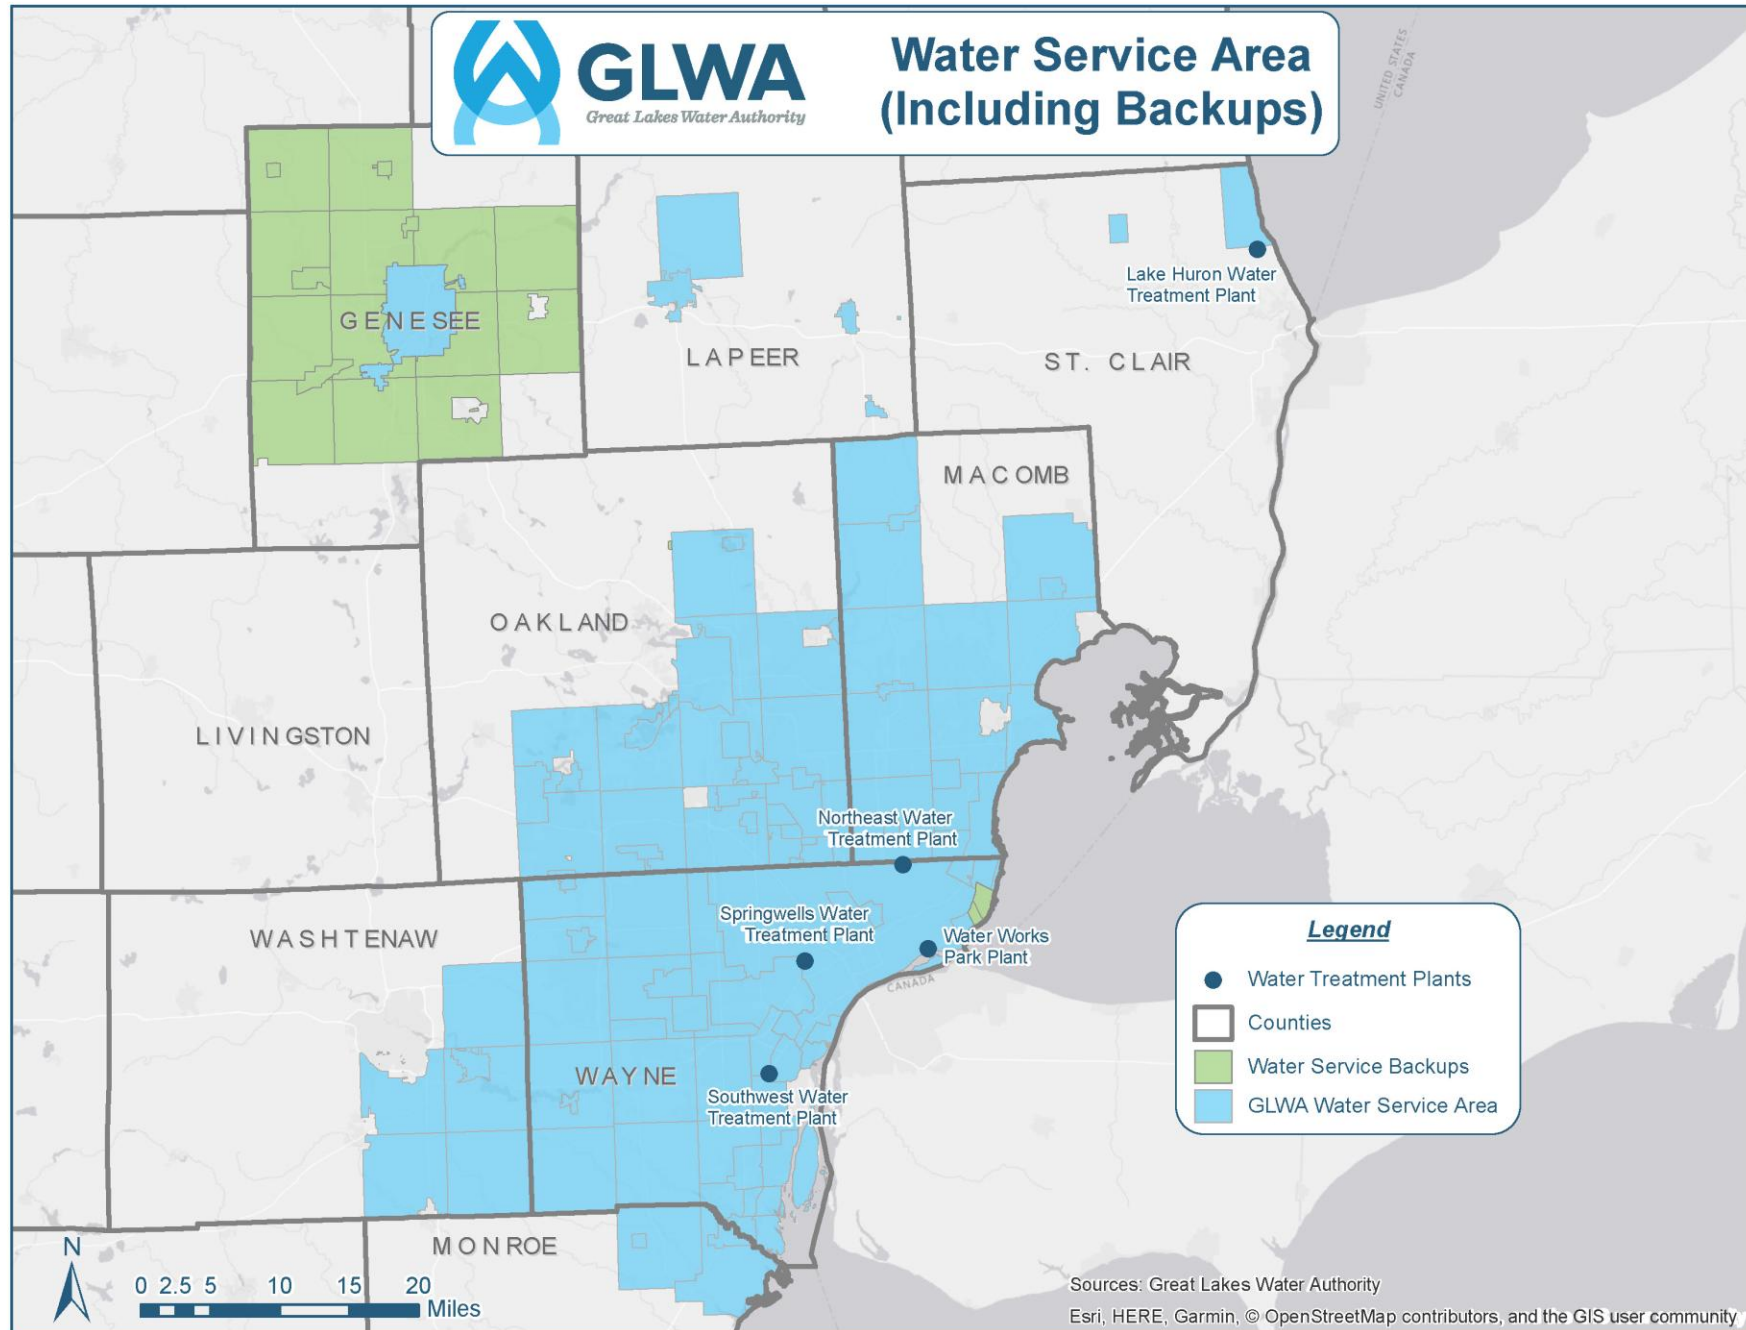 GLWA
Great Lakes Water Authority
Water Service Area
(Including Backups)
UNITED STATES
CANADA
Lake Huron Water
Treatment Plant
GENESEE
LAPEER
ST. CLAIR
MACOMB
OAKLAND
LIVINGSTON
Northeast Water
Treatment Plant
Springwells Water
Treatment Plant
WASHTENAW
Water Works
Park Plant
CANADA
Legend
Water Treatment Plants
Counties
Water Service Backups
GLWA Water Service Area
WAYNE
Southwest Water
Treatment Plant
MONROE
N
0 2.5 5 10 15 20
Miles
Sources: Great Lakes Water Authority
Esri, HERE, Garmin, © OpenStreetMap contributors, and the GIS user community